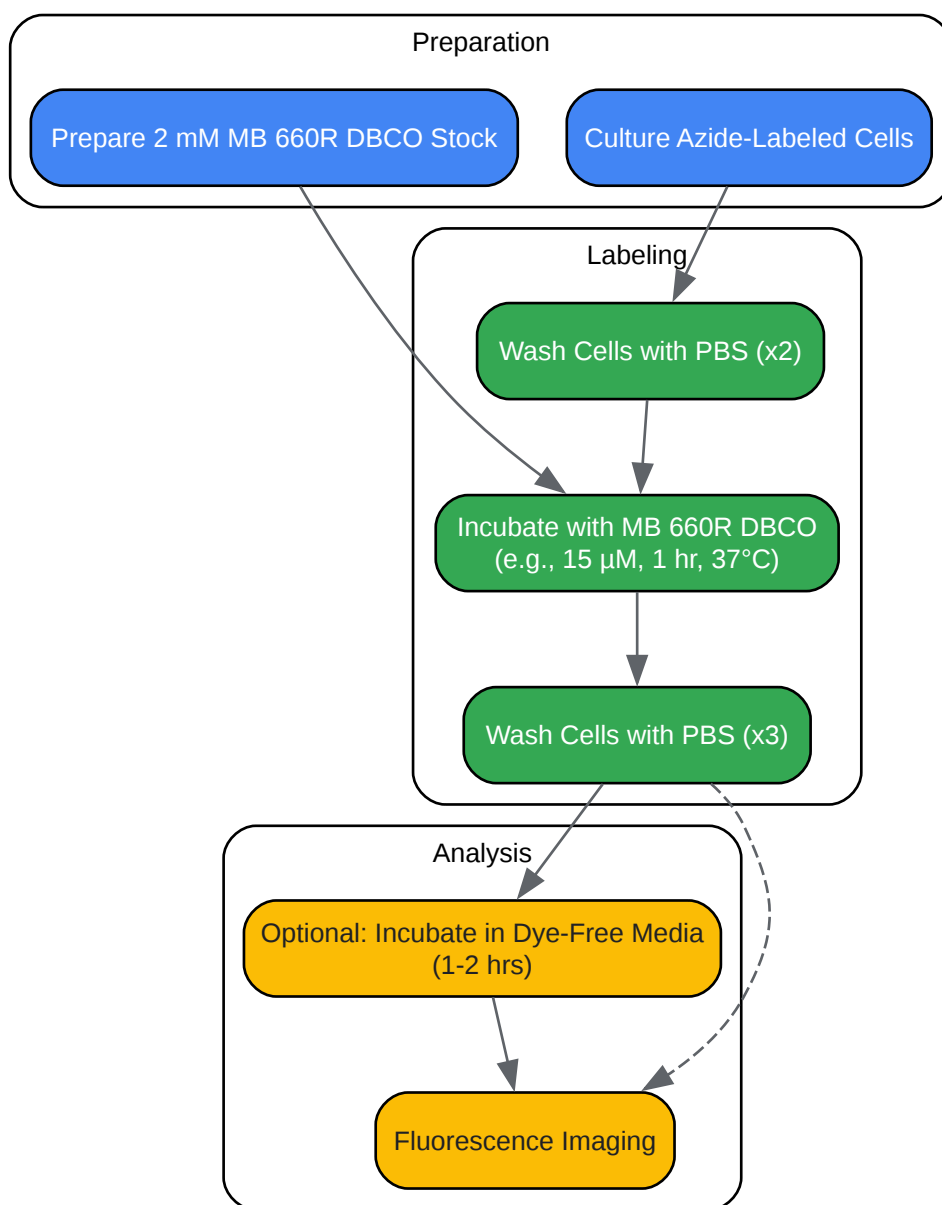 Preparation
Prepare 2 mM MB 660R DBCO Stock
Culture Azide-Labeled Cells
Labeling
Wash Cells with PBS (x2)
Incubate with MB 660R DBCO
(e.g., 15 µM, 1 hr, 37°C)
Wash Cells with PBS (x3)
Analysis
Optional: Incubate in Dye-Free Media
(1-2 hrs)
Fluorescence Imaging